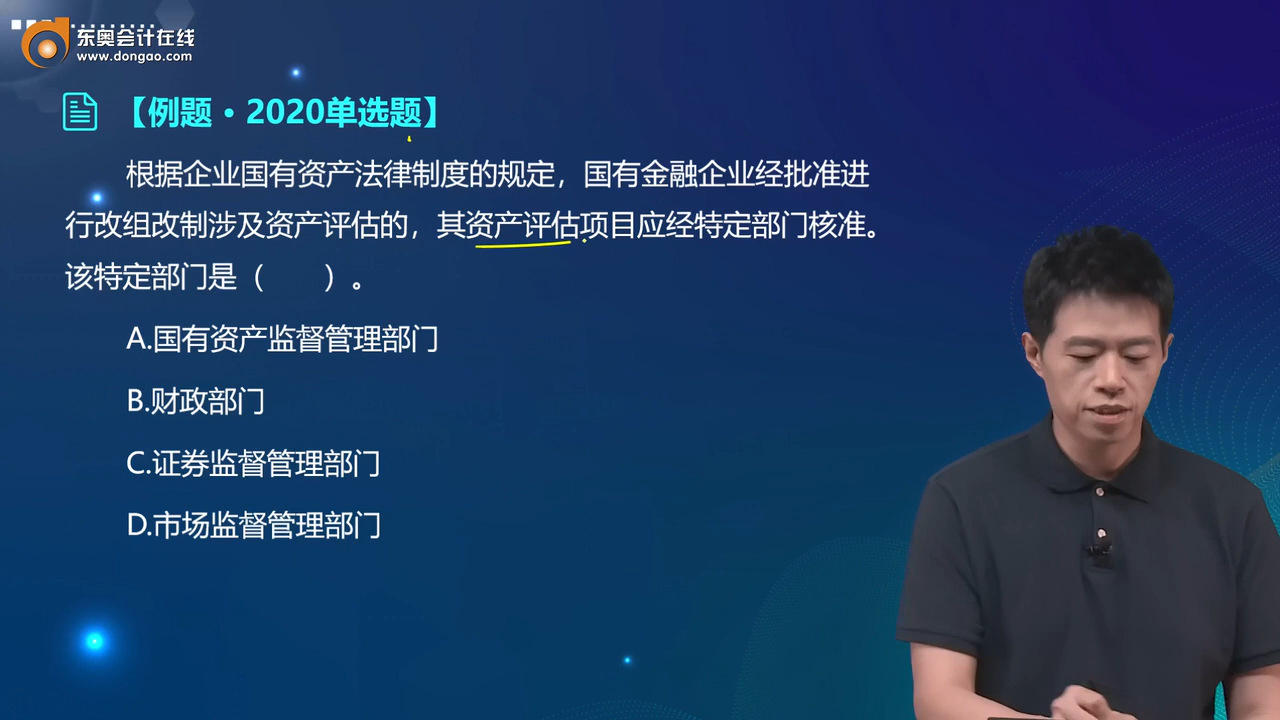 东奥会计在线
www.dongao.com
【例题•2020单选题】
根据企业国有资产法律制度的规定，国有金融企业经批准进
行改组改制涉及资产评估的，其资产评估项目应经特定部门核准。
该特定部门是（　　）。
A.国有资产监督管理部门
B.财政部门
C.证券监督管理部门
D.市场监督管理部门